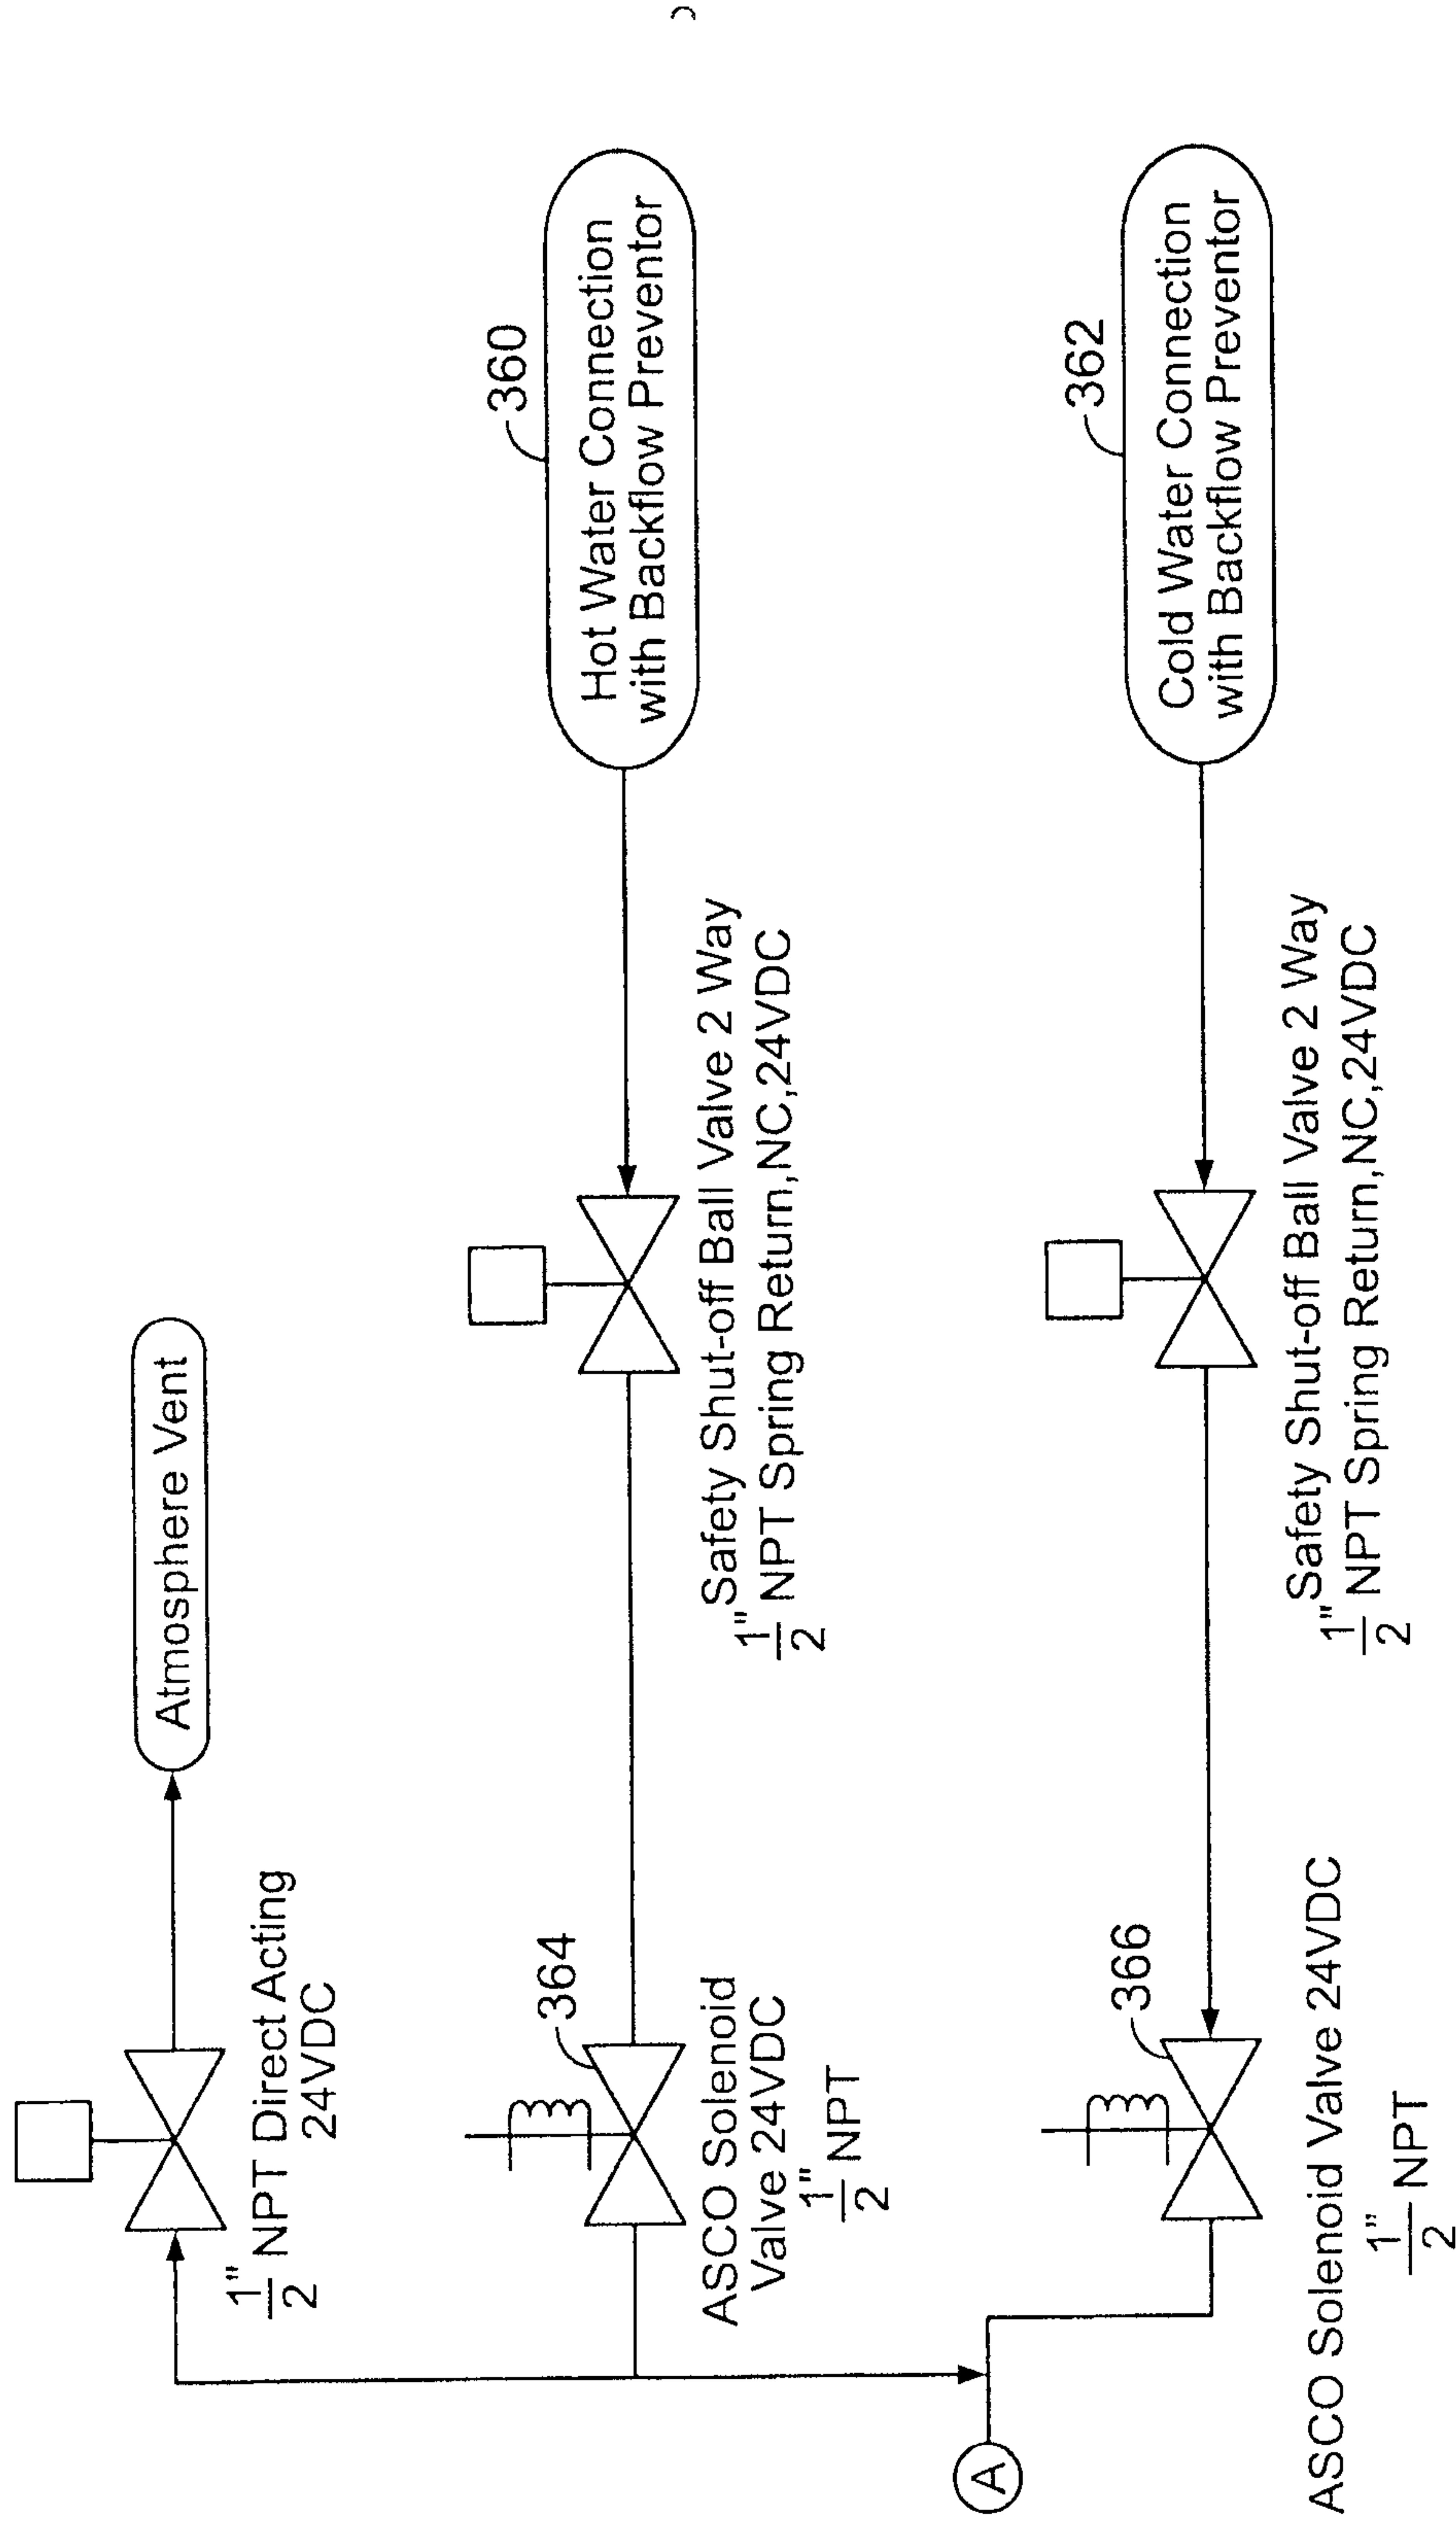 Atmosphere Vent
1/2" NPT Direct Acting
24VDC
360
Hot Water Connection
with Backflow Preventor
364
ASCO Solenoid
Valve 24VDC
1/2" NPT
Safety Shut-off Ball Valve 2 Way
1/2" NPT Spring Return,NC,24VDC
362
Cold Water Connection
with Backflow Preventor
366
A
ASCO Solenoid Valve 24VDC
1/2" NPT
Safety Shut-off Ball Valve 2 Way
1/2" NPT Spring Return,NC,24VDC